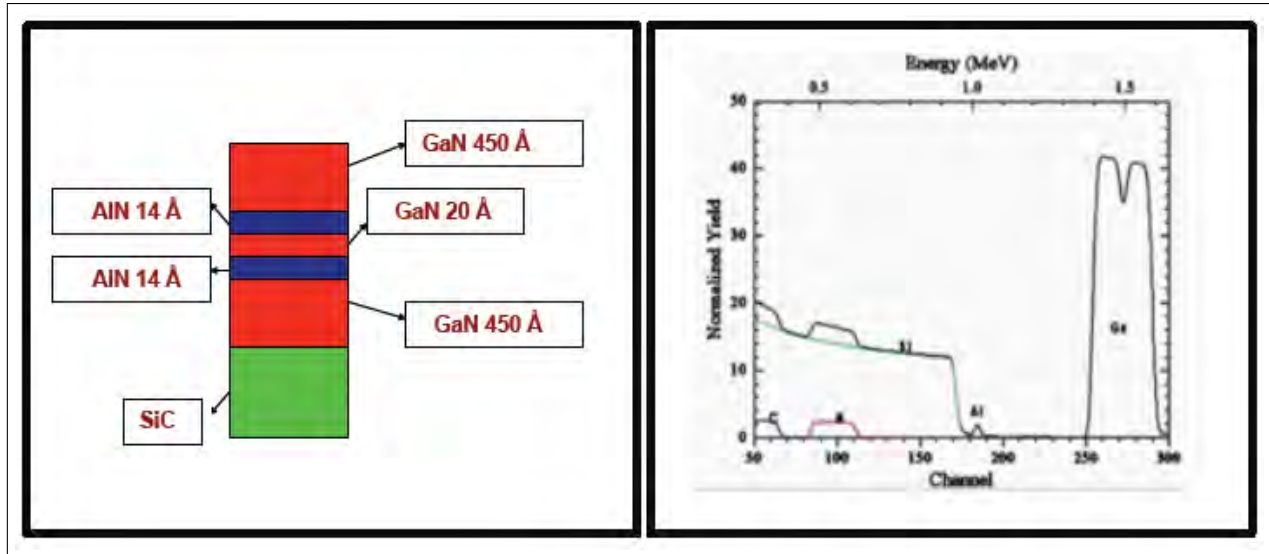 GaN 450 Å
AlN 14 Å
GaN 20 Å
AlN 14 Å
GaN 450 Å
SiC
Energy (MeV)
0.5 1.0 1.5
50
40
30
20
10
0
Normalized Yield
Ga
Si
Al
C
50 100 150 200 250 300
Channel